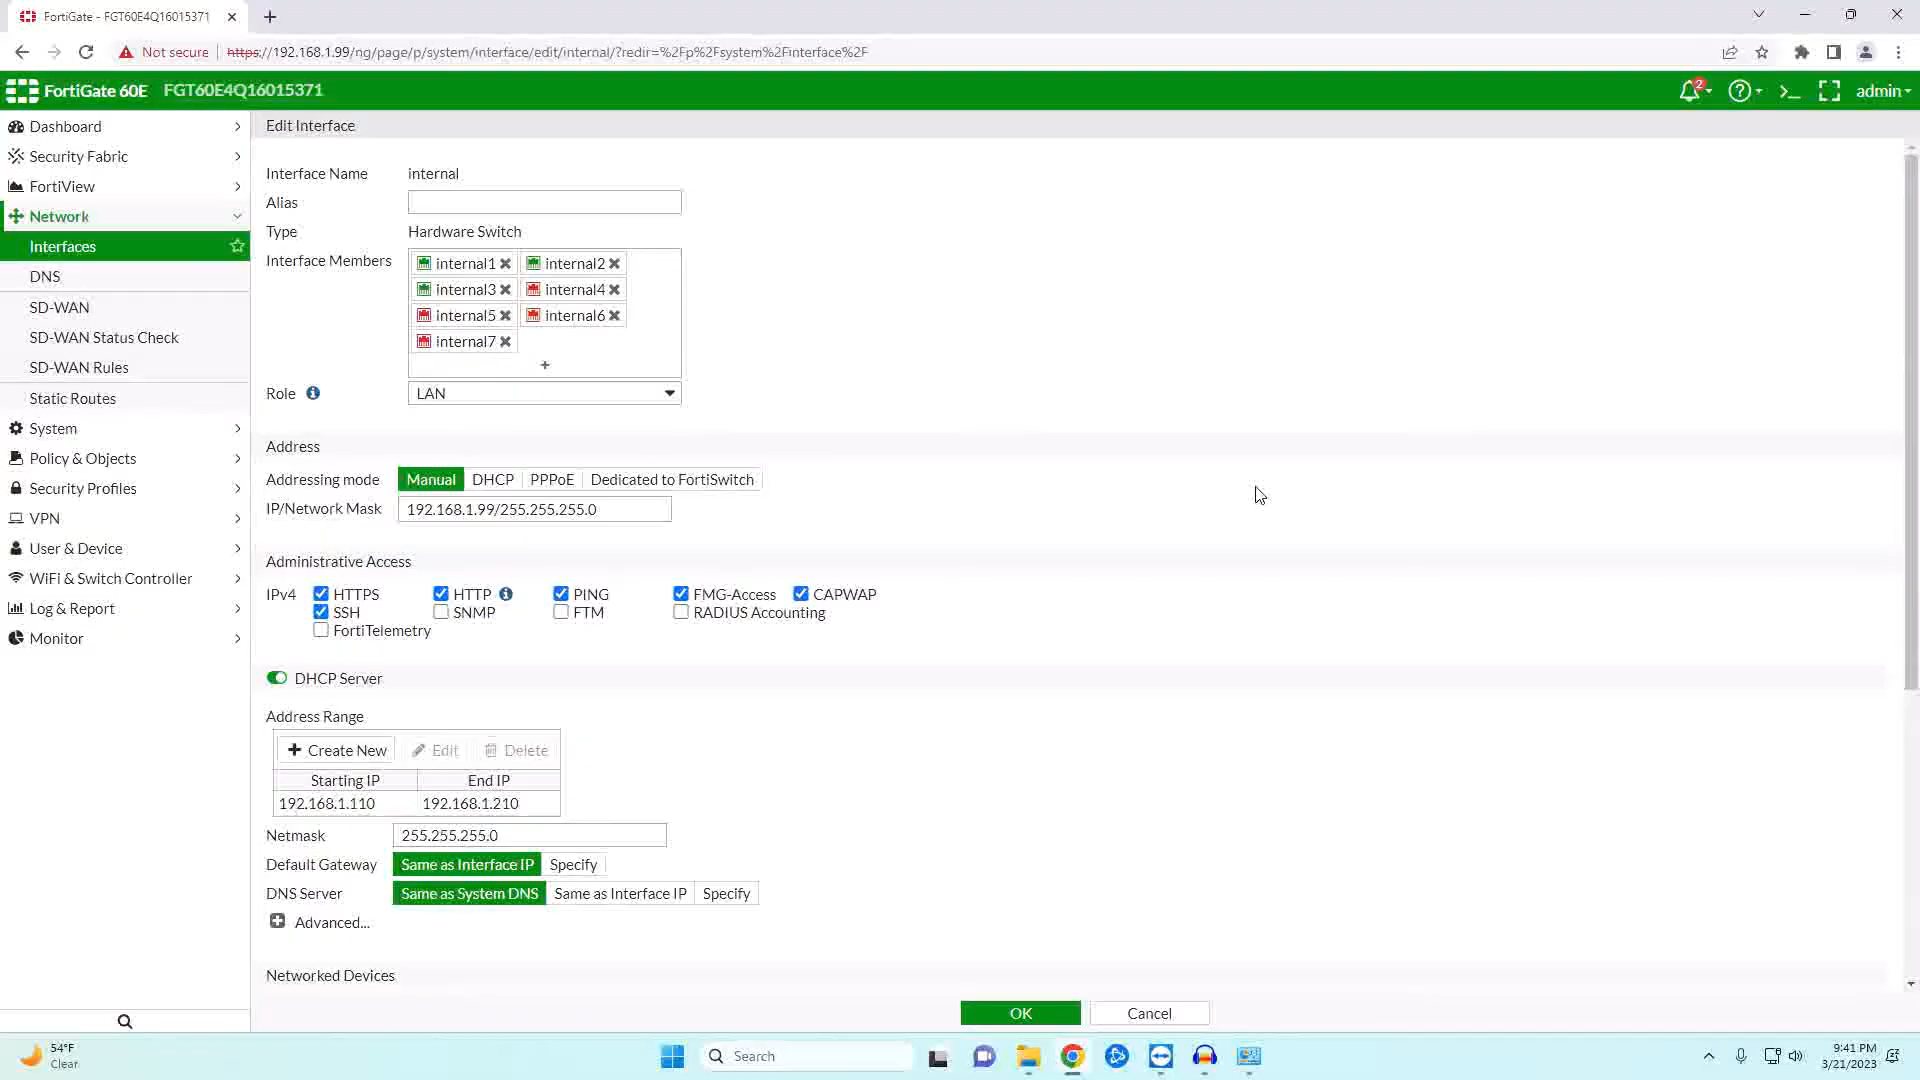 FortiGate - FGT60E4Q16015371
Not secure
https://192.168.1.99/ng/page/p/system/interface/edit/internal/?redir=%2Fp%2Fsystem%2Finterface%2F
FortiGate 60E FGT60E4Q16015371
2
admin
Dashboard
Security Fabric
FortiView
Network
Interfaces
DNS
SD-WAN
SD-WAN Status Check
SD-WAN Rules
Static Routes
System
Policy & Objects
Security Profiles
VPN
User & Device
WiFi & Switch Controller
Log & Report
Monitor
Edit Interface
Interface Name internal
Alias
Type Hardware Switch
Interface Members internal1 internal2
internal3 internal4
internal5 internal6
internal7
+
Role LAN
Address
Addressing mode Manual DHCP PPPoE Dedicated to FortiSwitch
IP/Network Mask 192.168.1.99/255.255.255.0
Administrative Access
IPv4 HTTPS HTTP PING FMG-Access CAPWAP
SSH SNMP FTM RADIUS Accounting
FortiTelemetry
DHCP Server
Address Range
+ Create New Edit Delete
Starting IP End IP
192.168.1.110 192.168.1.210
Netmask 255.255.255.0
Default Gateway Same as Interface IP Specify
DNS Server Same as System DNS Same as Interface IP Specify
Advanced...
Networked Devices
OK Cancel
54°F
Clear
Search
9:41 PM
3/21/2023